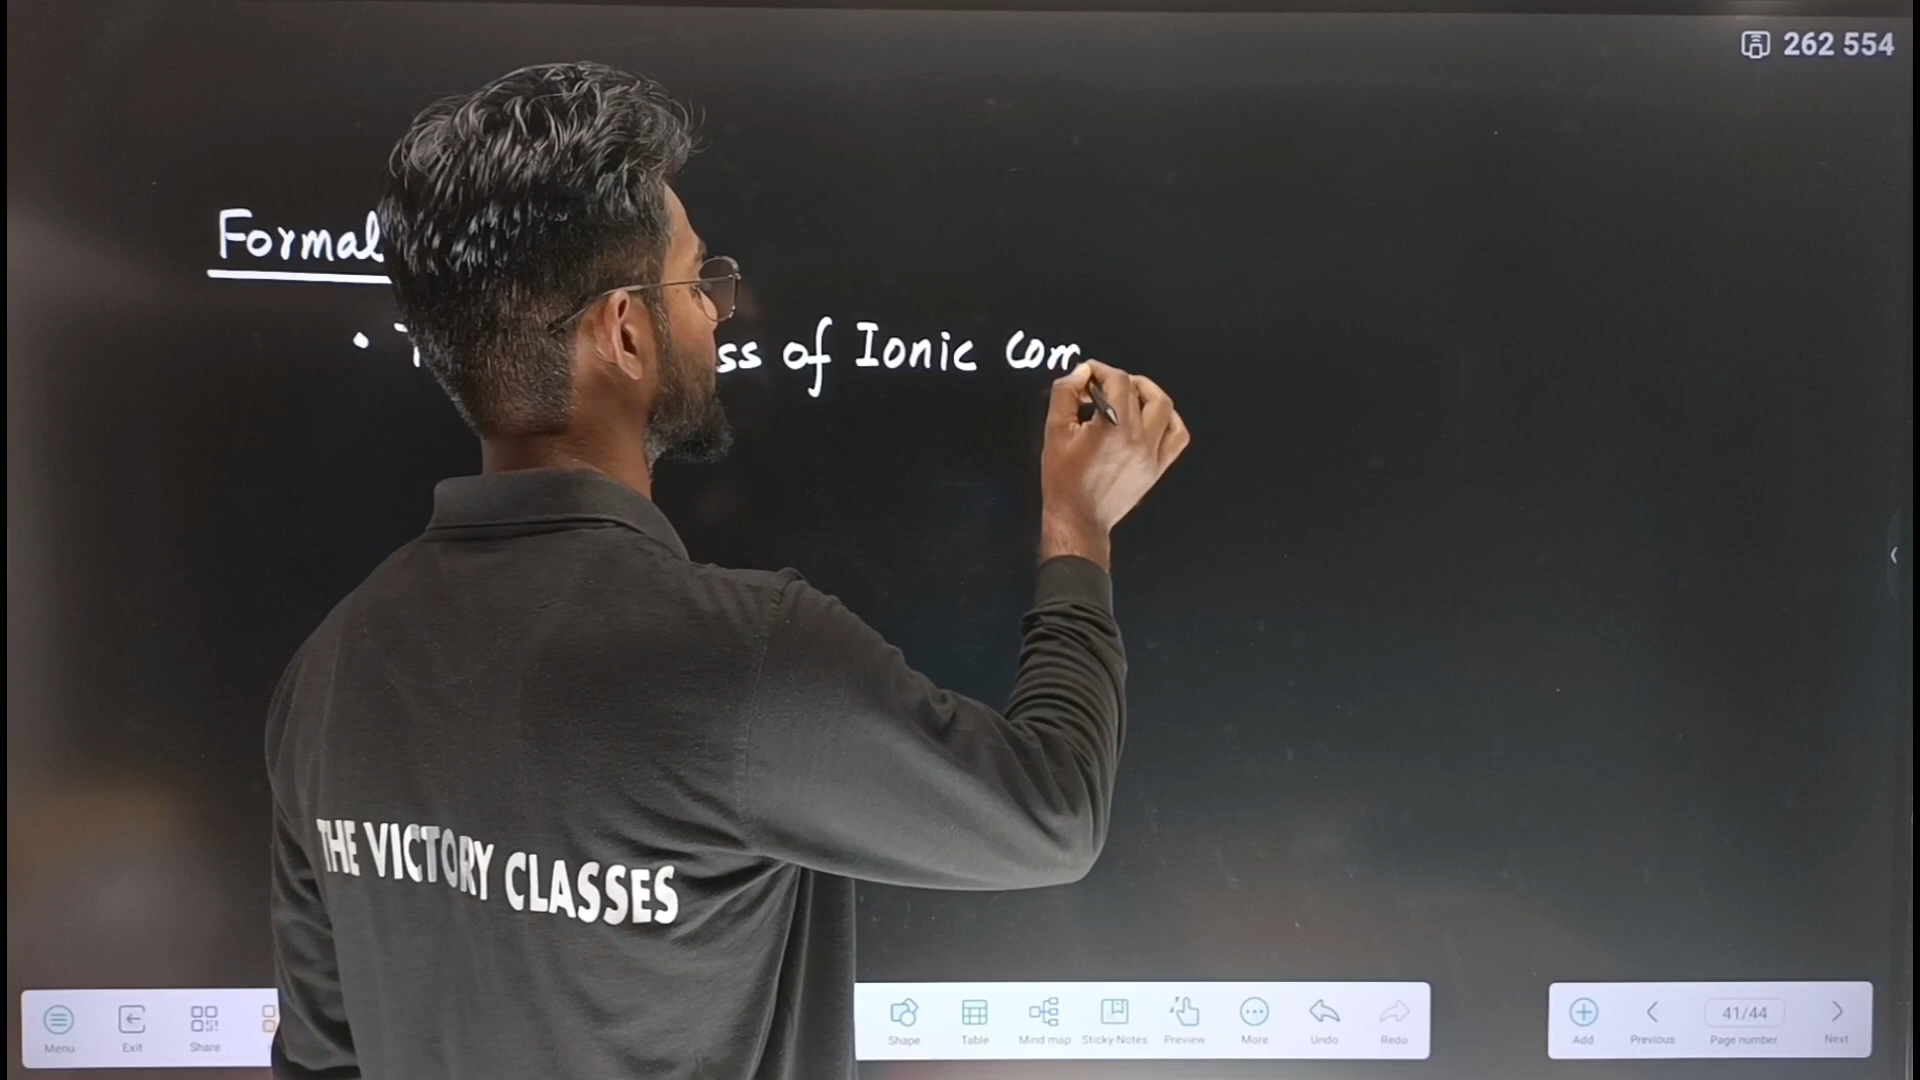 262 554
Formal
• ss of Ionic Com
THE VICTORY CLASSES
Menu Exit Share Shape Table Mind map Sticky Notes Preview More Undo Redo Add Previous 41/44 Page number Next